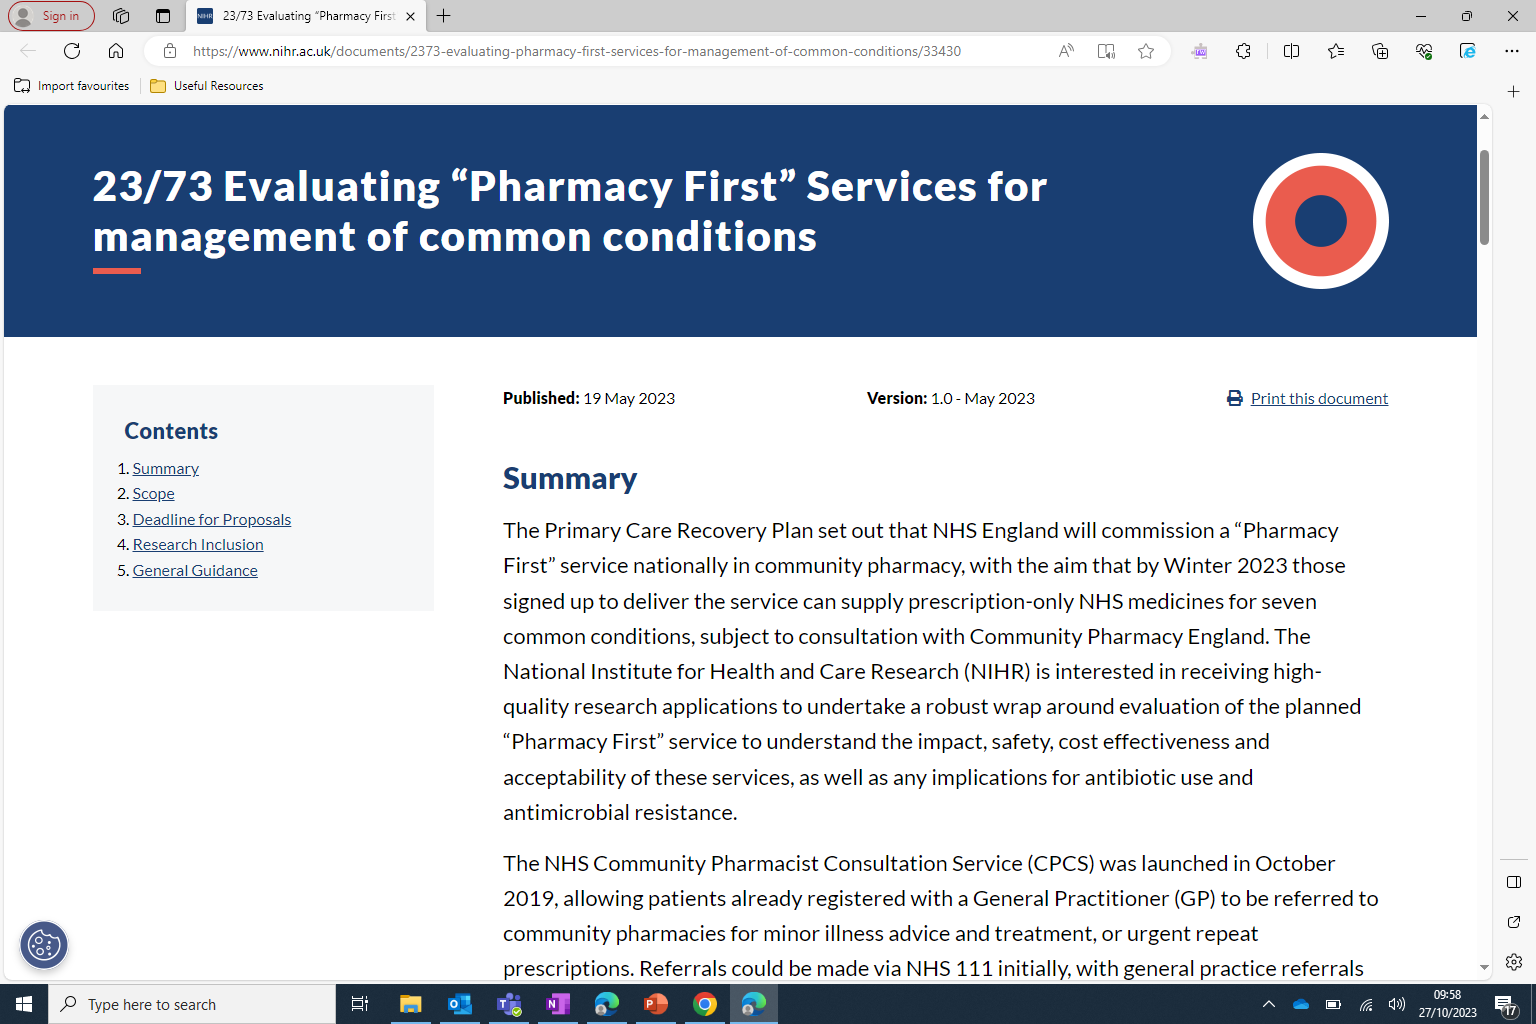 Sign in
NIHR
23/73 Evaluating “Pharmacy First
https://www.nihr.ac.uk/documents/2373-evaluating-pharmacy-first-services-for-management-of-common-conditions/33430
Import favourites
Useful Resources
23/73 Evaluating “Pharmacy First” Services for
management of common conditions
Contents
1. Summary
2. Scope
3. Deadline for Proposals
4. Research Inclusion
5. General Guidance
Published: 19 May 2023
Version: 1.0 - May 2023
Print this document
Summary
The Primary Care Recovery Plan set out that NHS England will commission a “Pharmacy
First” service nationally in community pharmacy, with the aim that by Winter 2023 those
signed up to deliver the service can supply prescription-only NHS medicines for seven
common conditions, subject to consultation with Community Pharmacy England. The
National Institute for Health and Care Research (NIHR) is interested in receiving high-
quality research applications to undertake a robust wrap around evaluation of the planned
“Pharmacy First” service to understand the impact, safety, cost effectiveness and
acceptability of these services, as well as any implications for antibiotic use and
antimicrobial resistance.
The NHS Community Pharmacist Consultation Service (CPCS) was launched in October
2019, allowing patients already registered with a General Practitioner (GP) to be referred to
community pharmacies for minor illness advice and treatment, or urgent repeat
prescriptions. Referrals could be made via NHS 111 initially, with general practice referrals
Type here to search
09:58
27/10/2023
17